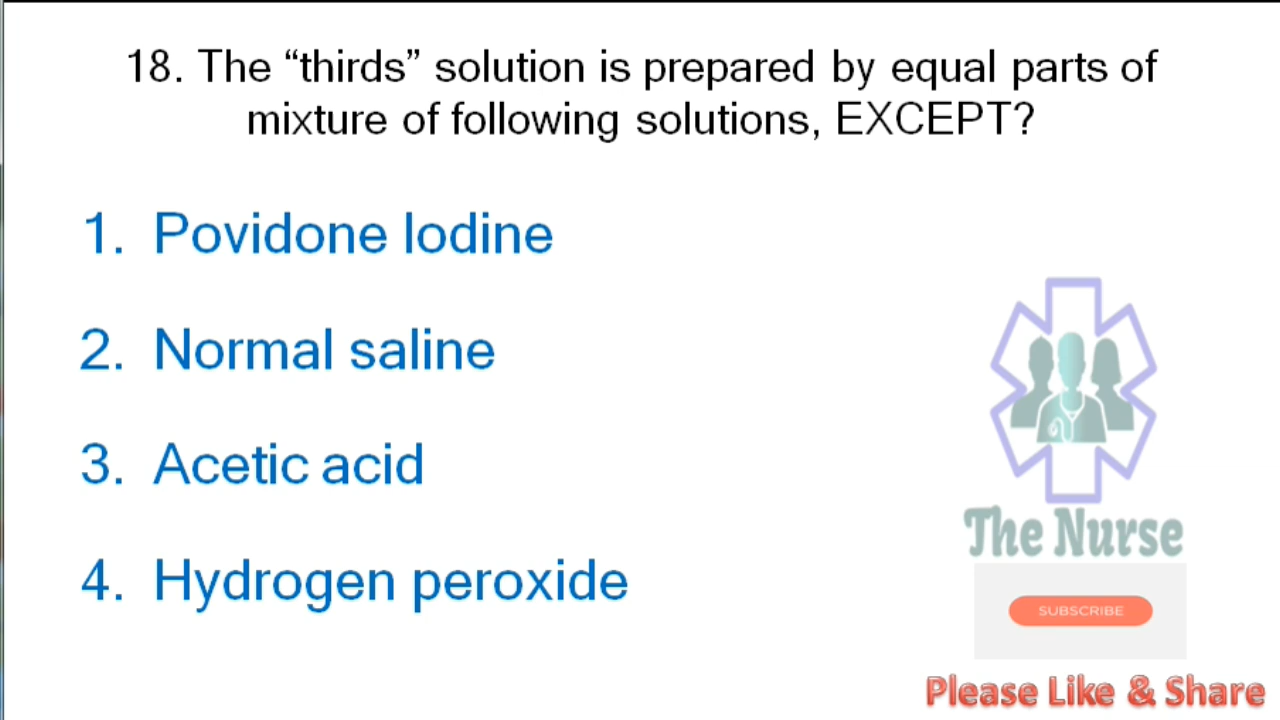 18. The “thirds” solution is prepared by equal parts of
mixture of following solutions, EXCEPT?
1. Povidone Iodine
2. Normal saline
3. Acetic acid
4. Hydrogen peroxide
The Nurse
SUBSCRIBE
Please Like & Share